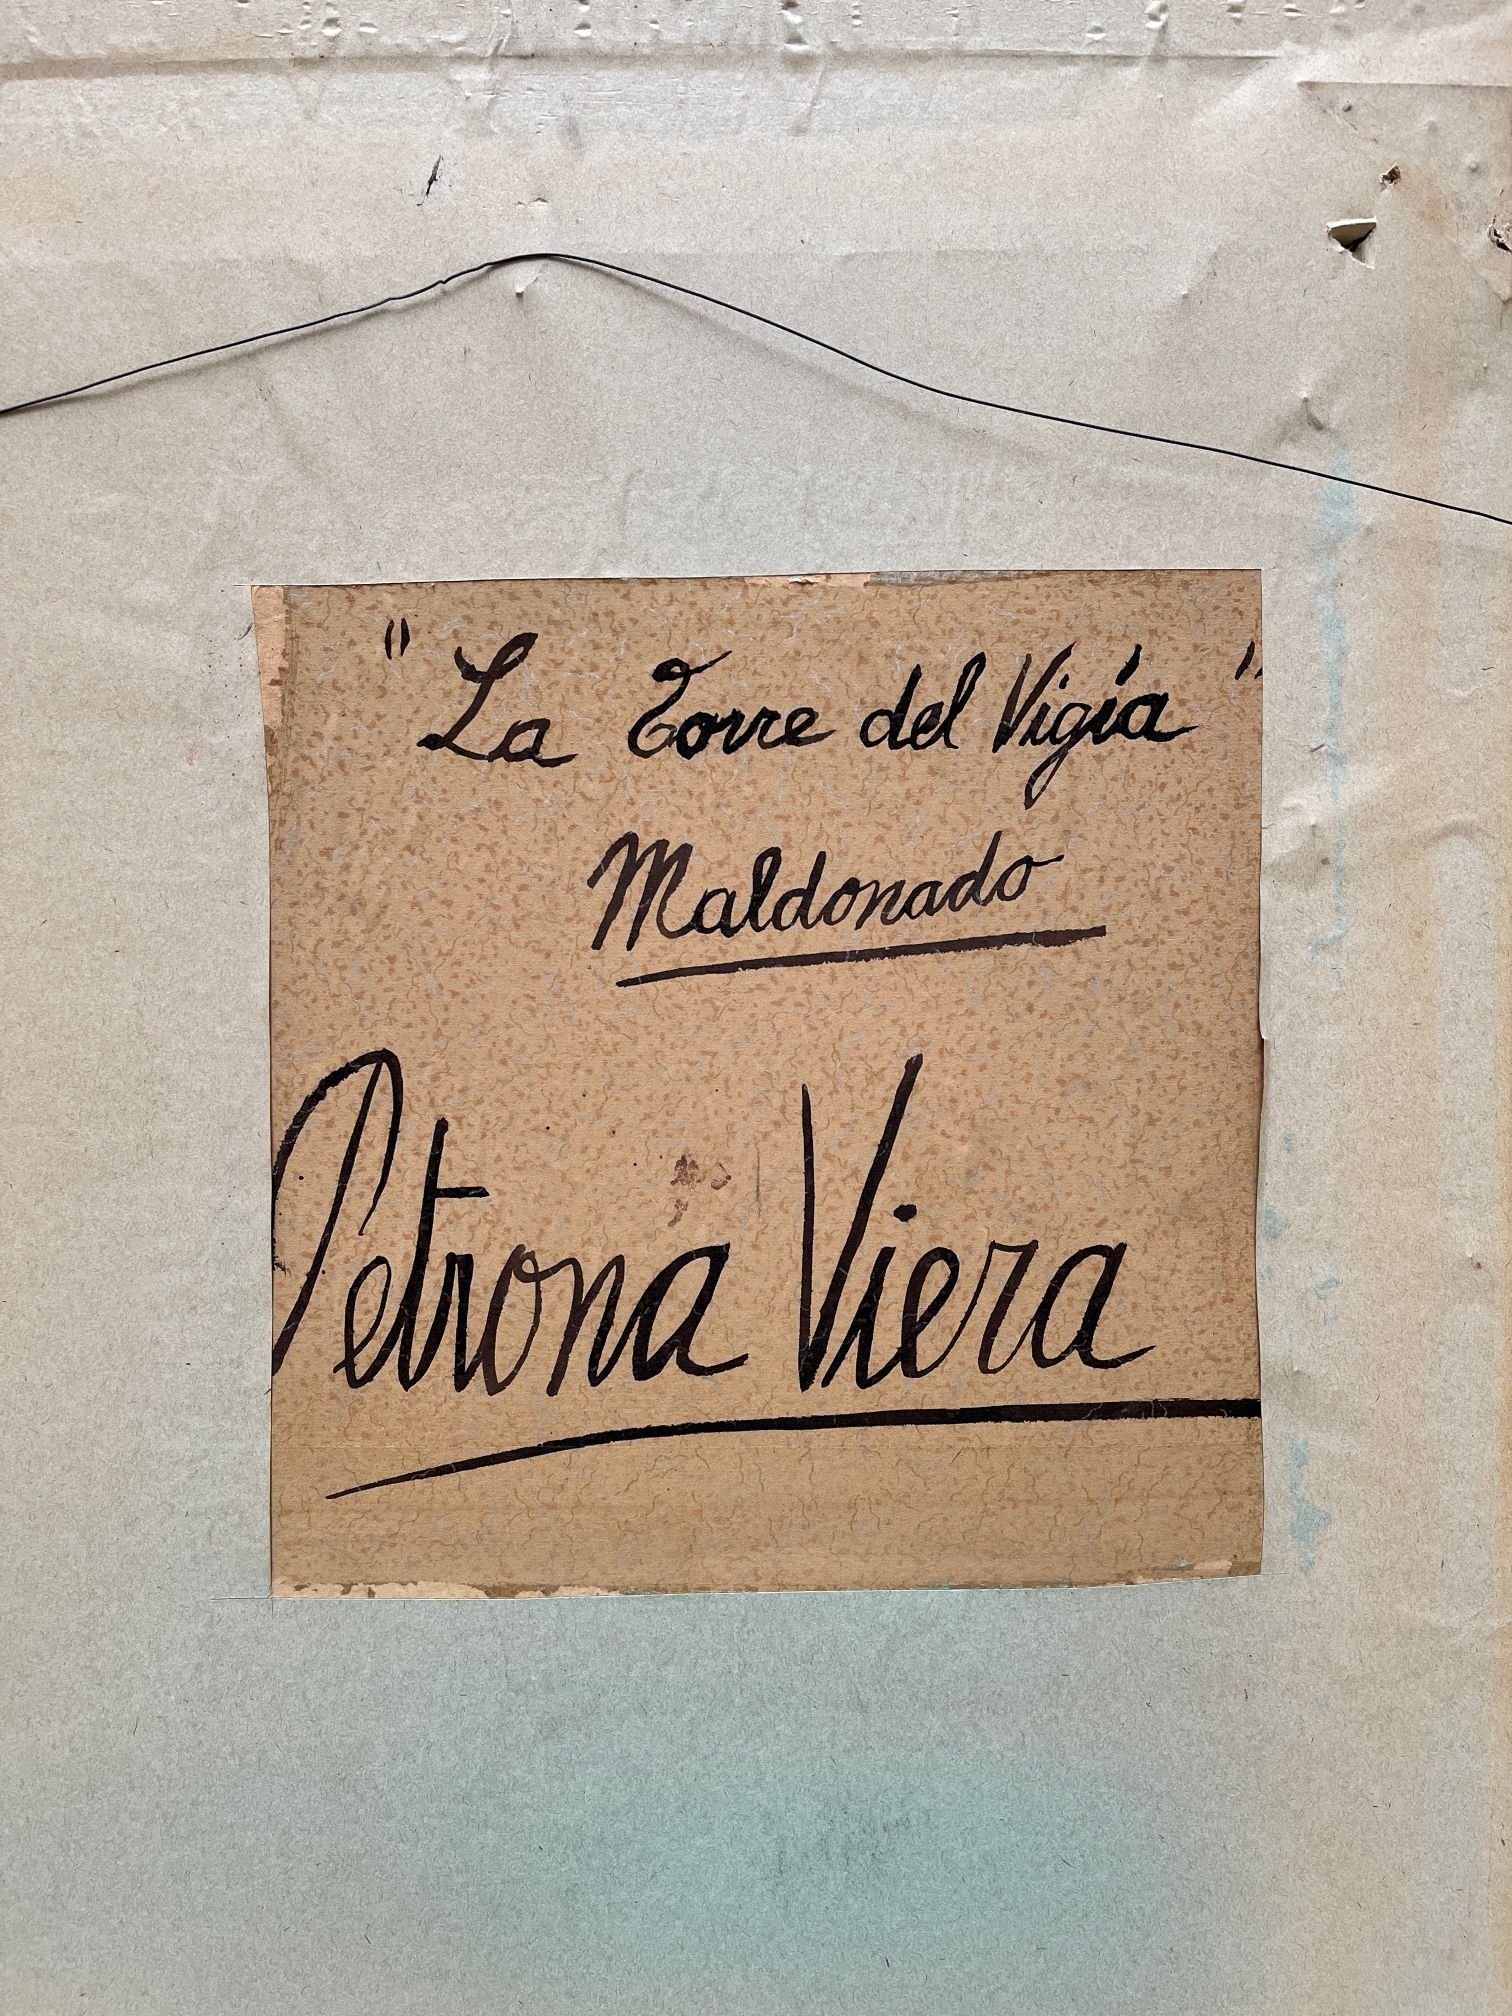 "La Torre del Vigía"
Maldonado
Petrona Viera